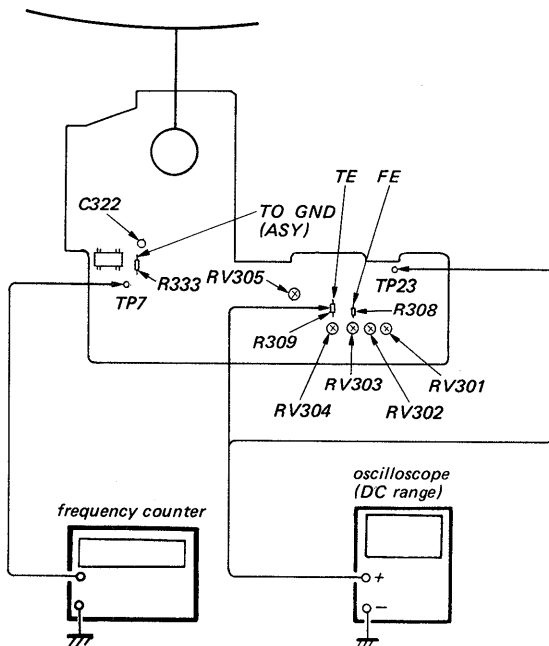 TE
FE
C322
TO GND
(ASY)
R333
RV305
TP23
TP7
R308
R309
RV303
RV301
RV304
RV302
oscilloscope
(DC range)
frequency counter
+
−